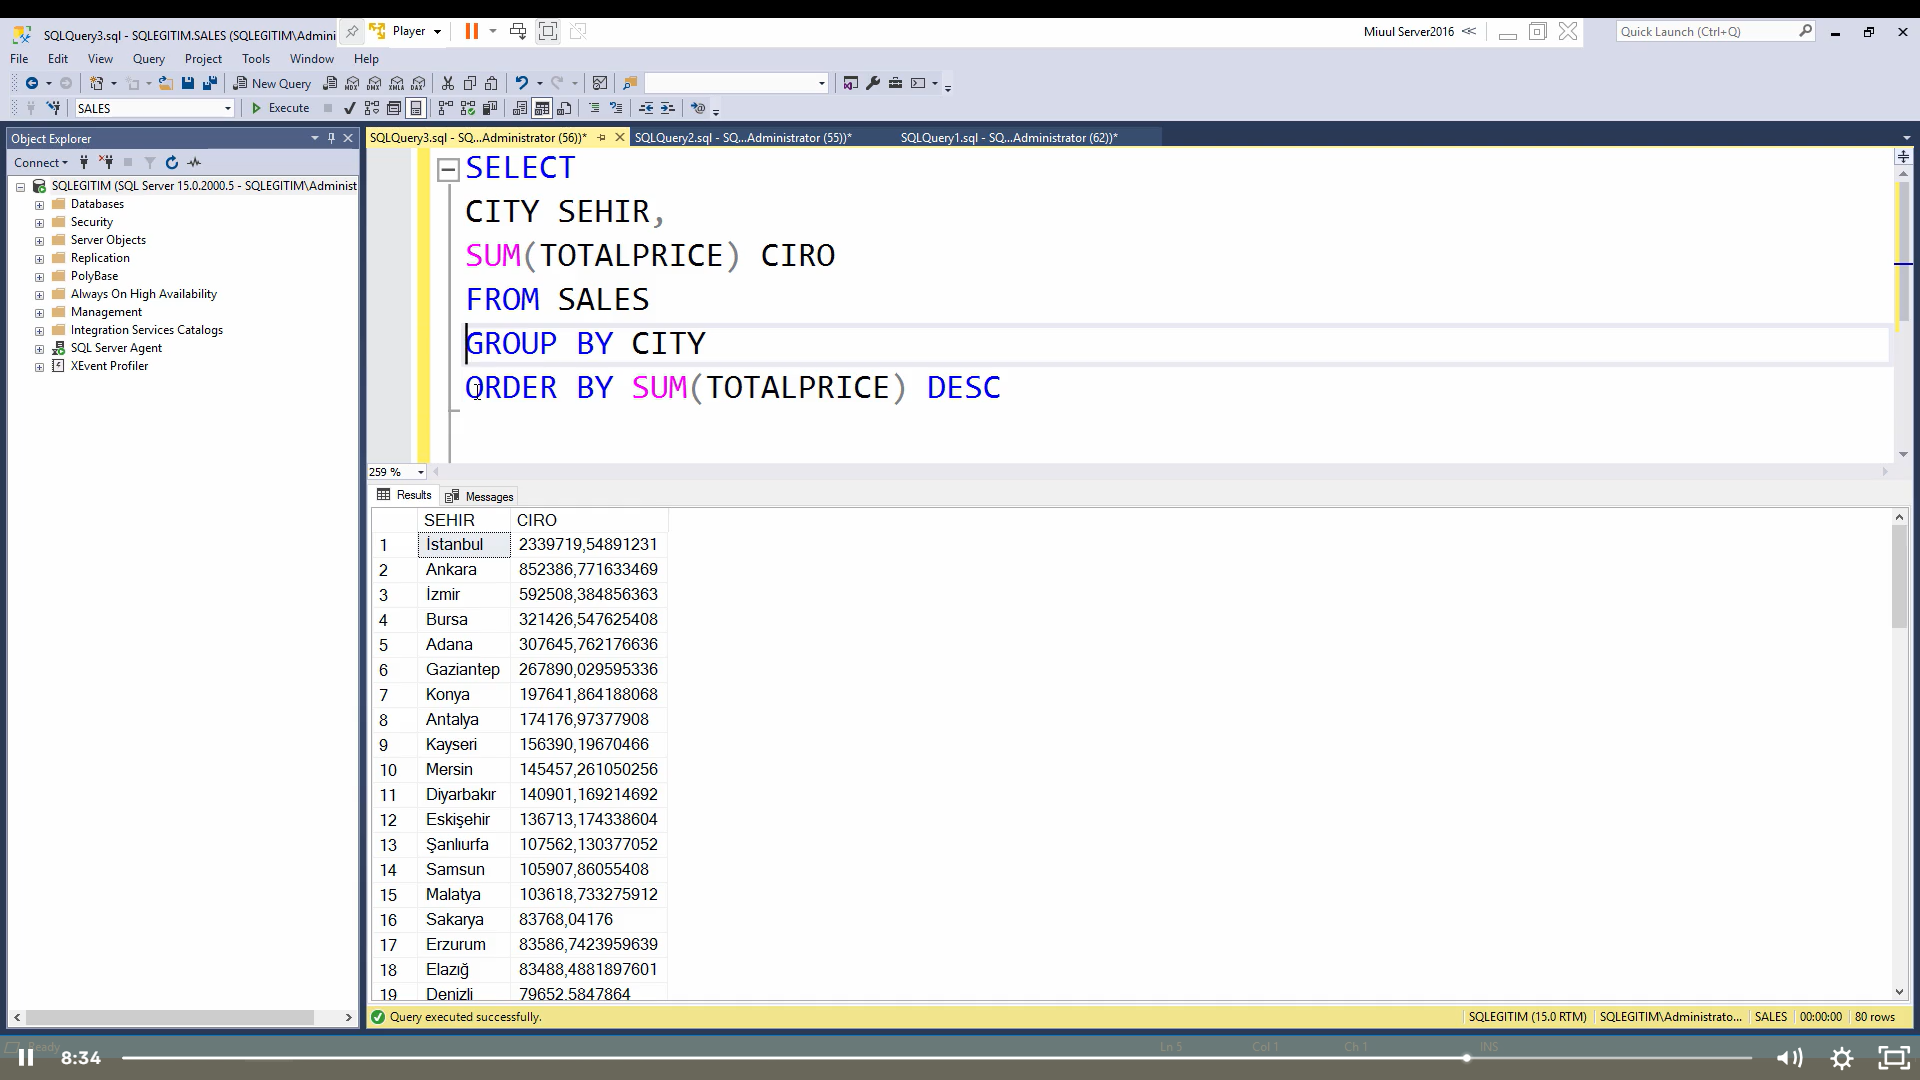 SQLQuery3.sql - SQLEGITIM.SALES (SQLEGITIM\Admini
Player
Miuul Server2016
Quick Launch (Ctrl+Q)
File Edit View Query Project Tools Window Help
New Query
SALES
Execute
Object Explorer
SQLQuery3.sql - SQ...Administrator (56))*
SQLQuery2.sql - SQ...Administrator (55))*
SQLQuery1.sql - SQ...Administrator (62))*
Connect
SQLEGITIM (SQL Server 15.0.2000.5 - SQLEGITIM\Administ
Databases
Security
Server Objects
Replication
PolyBase
Always On High Availability
Management
Integration Services Catalogs
SQL Server Agent
XEvent Profiler
SELECT
CITY SEHIR,
SUM(TOTALPRICE) CIRO
FROM SALES
GROUP BY CITY
ORDER BY SUM(TOTALPRICE) DESC
259 %
Results Messages
SEHIR CIRO
1 İstanbul 2339719,54891231
2 Ankara 852386,771633469
3 İzmir 592508,384856363
4 Bursa 321426,547625408
5 Adana 307645,762176636
6 Gaziantep 267890,029595336
7 Konya 197641,864188068
8 Antalya 174176,97377908
9 Kayseri 156390,19670466
10 Mersin 145457,261050256
11 Diyarbakır 140901,169214692
12 Eskişehir 136713,174338604
13 Şanlıurfa 107562,130377052
14 Samsun 105907,86055408
15 Malatya 103618,733275912
16 Sakarya 83768,04176
17 Erzurum 83586,7423959639
18 Elazığ 83488,4881897601
19 Denizli 79652,5847864
Query executed successfully.
SQLEGITIM (15.0 RTM) SQLEGITIM\Administrato... SALES 00:00:00 80 rows
Ready
Ln 5 Col 1 Ch 1 INS
8:34